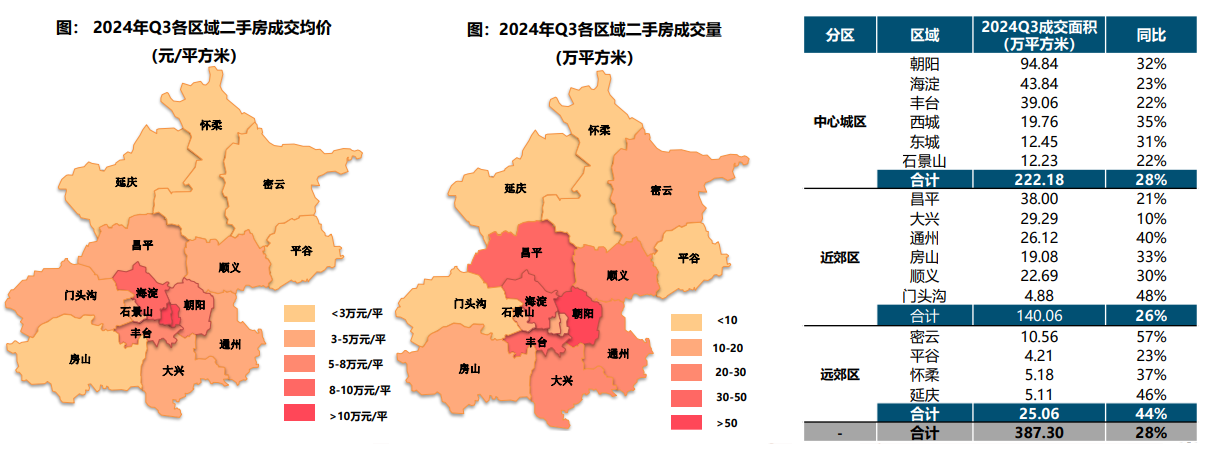 图： 2024年Q3各区域二手房成交均价
（元/平方米）
怀柔
延庆
密云
昌平
平谷
顺义
门头沟
海淀
朝阳
石景山
丰台
通州
房山
大兴
<3万元/平
3-5万元/平
5-8万元/平
8-10万元/平
>10万元/平
图：2024年Q3各区域二手房成交量
（万平方米）
怀柔
延庆
密云
昌平
平谷
顺义
门头沟
海淀
朝阳
石景山
丰台
通州
房山
大兴
<10
10-20
20-30
30-50
>50
分区 区域 2024Q3成交面积（万平方米） 同比
中心城区
朝阳 94.84 32%
海淀 43.84 23%
丰台 39.06 22%
西城 19.76 35%
东城 12.45 31%
石景山 12.23 22%
合计 222.18 28%
近郊区
昌平 38.00 21%
大兴 29.29 10%
通州 26.12 40%
房山 19.08 33%
顺义 22.69 30%
门头沟 4.88 48%
合计 140.06 26%
远郊区
密云 10.56 57%
平谷 4.21 23%
怀柔 5.18 37%
延庆 5.11 46%
合计 25.06 44%
- 合计 387.30 28%